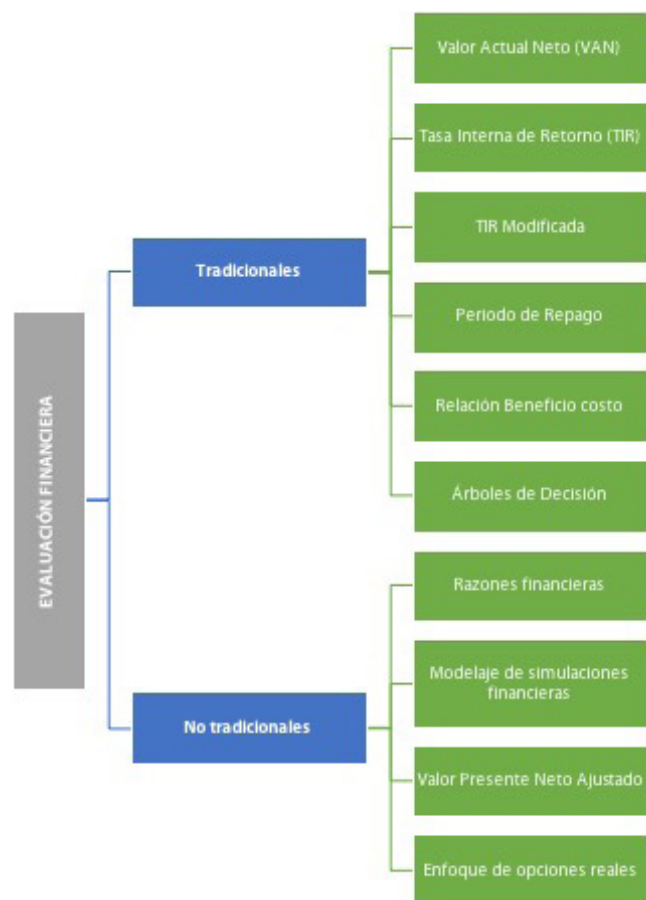 EVALUACIÓN FINANCIERA
Tradicionales
Valor Actual Neto (VAN)
Tasa Interna de Retorno (TIR)
TIR Modificada
Periodo de Repago
Relación Beneficio costo
Árboles de Decisión
No tradicionales
Razones financieras
Modelaje de simulaciones
financieras
Valor Presente Neto Ajustado
Enfoque de opciones reales